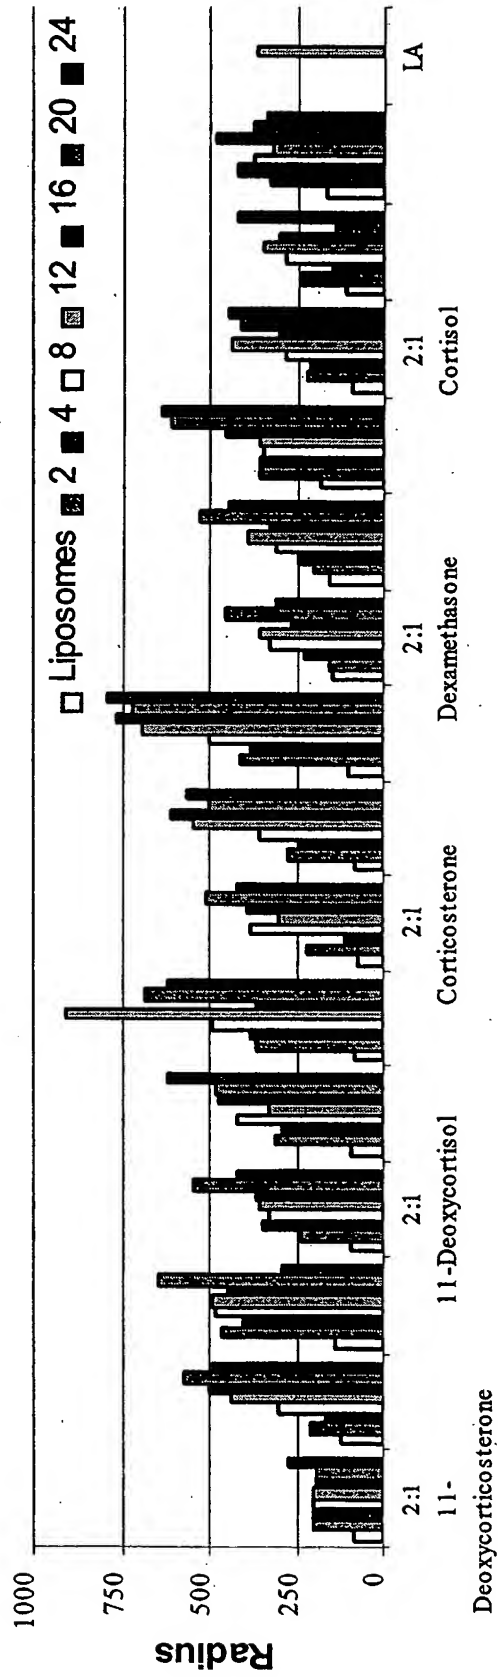 Liposomes 2 4 8 12 16 20 24
1000
750
500
250
0
Radius
2:1 2:1 2:1 2:1 2:1 LA
11- 11-Deoxycortisol Corticosterone Dexamethasone Cortisol
Deoxycorticosterone